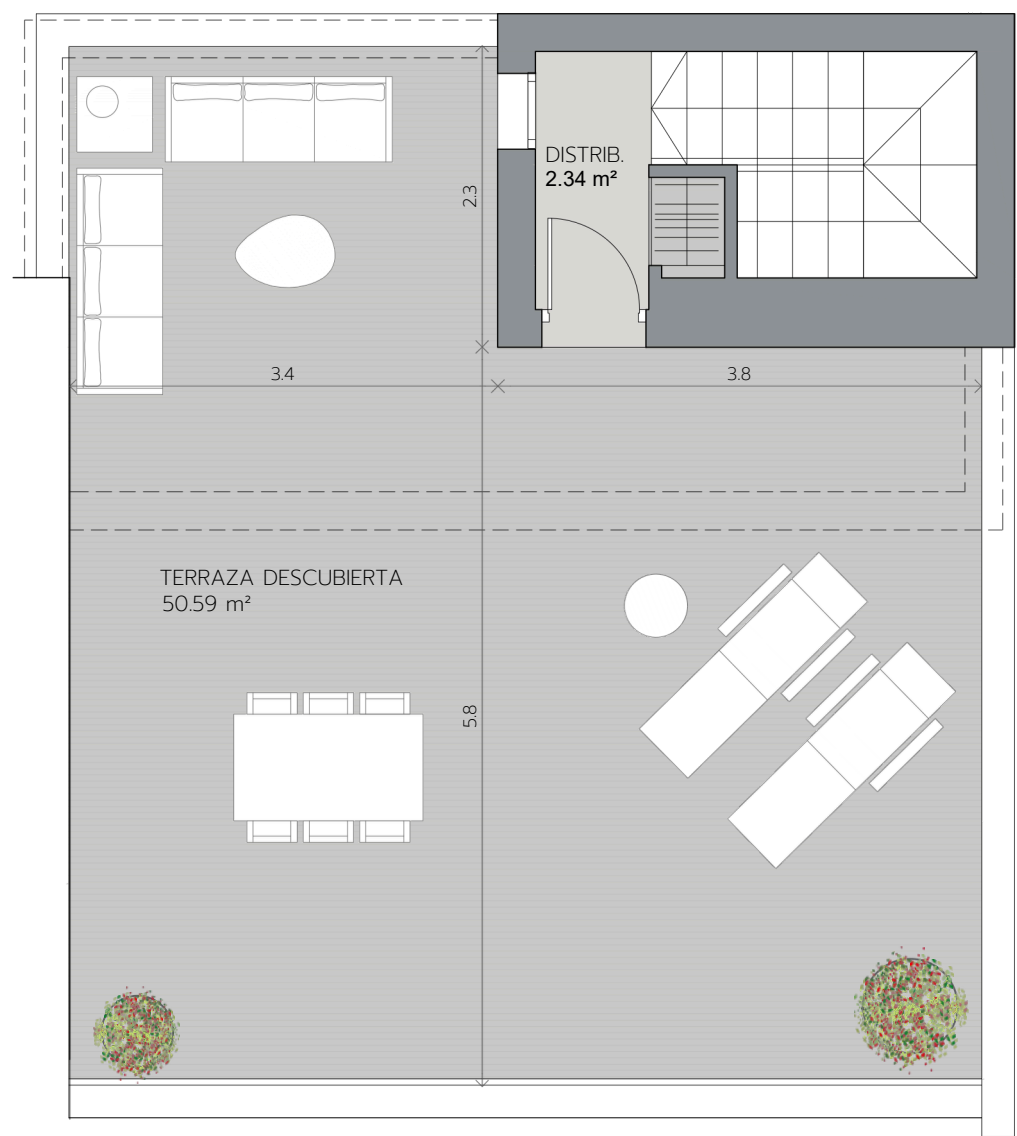 DISTRIB.
2.34 m²
2.3
3.4
3.8
TERRAZA DESCUBIERTA
50.59 m²
5.8